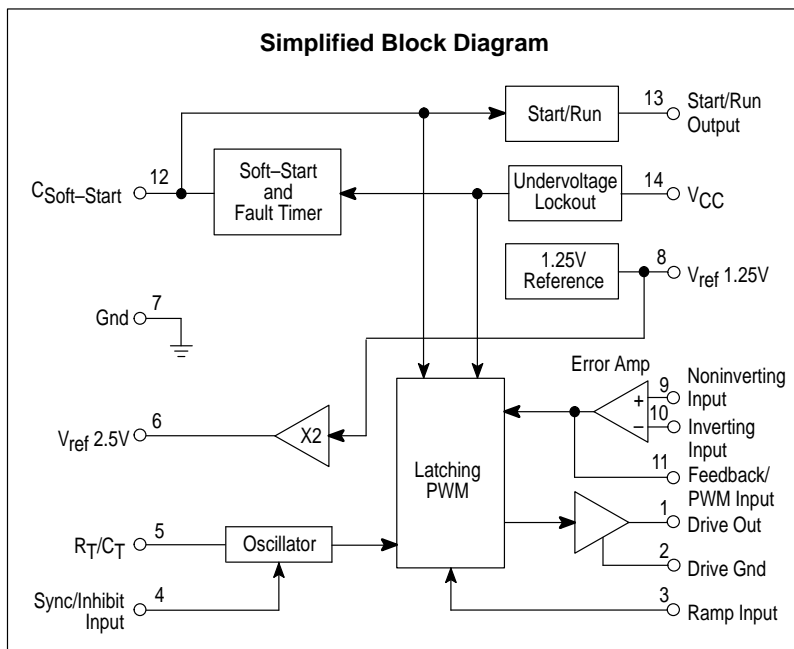 Simplified Block Diagram
13
Start/Run
Output
Start/Run
12
CSoft–Start
Soft–Start
and
Fault Timer
Undervoltage
Lockout
14
VCC
1.25V
Reference
8
Vref 1.25V
7
Gnd
Error Amp
9
Noninverting
Input
+
10
–
Inverting
Input
6
Vref 2.5V
X2
Latching
PWM
11
Feedback/
PWM Input
1
Drive Out
5
RT/CT
Oscillator
2
Drive Gnd
4
Sync/Inhibit
Input
3
Ramp Input